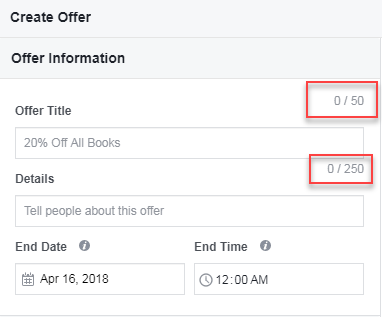 Create Offer
Offer Information
0 / 50
Offer Title
20% Off All Books
0 / 250
Details
Tell people about this offer
End Date i End Time i
Apr 16, 2018 12:00 AM